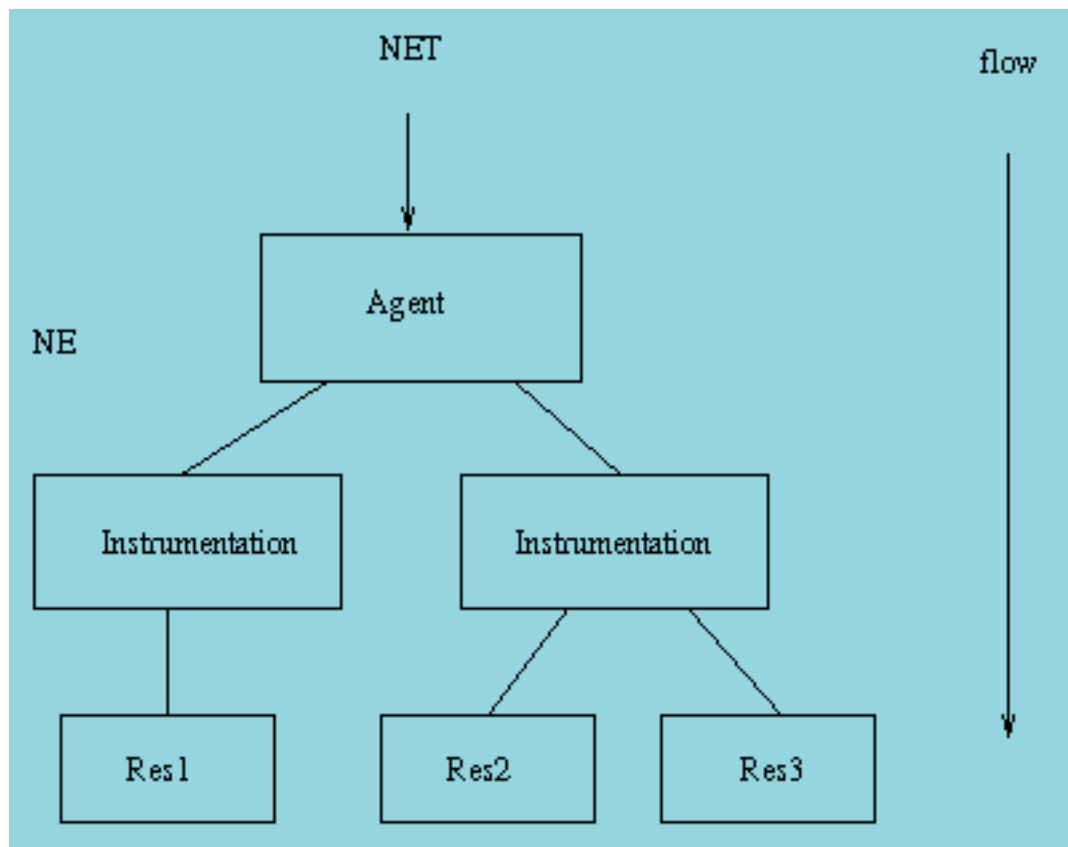 NET
flow
Agent
NE
Instrumentation
Instrumentation
Res1
Res2
Res3